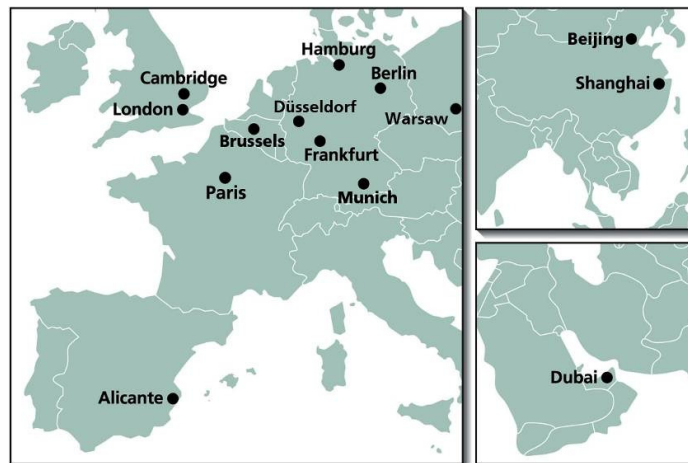 Hamburg
Berlin
Cambridge
London
Düsseldorf
Warsaw
Brussels
Frankfurt
Paris
Munich
Alicante
Beijing
Shanghai
Dubai